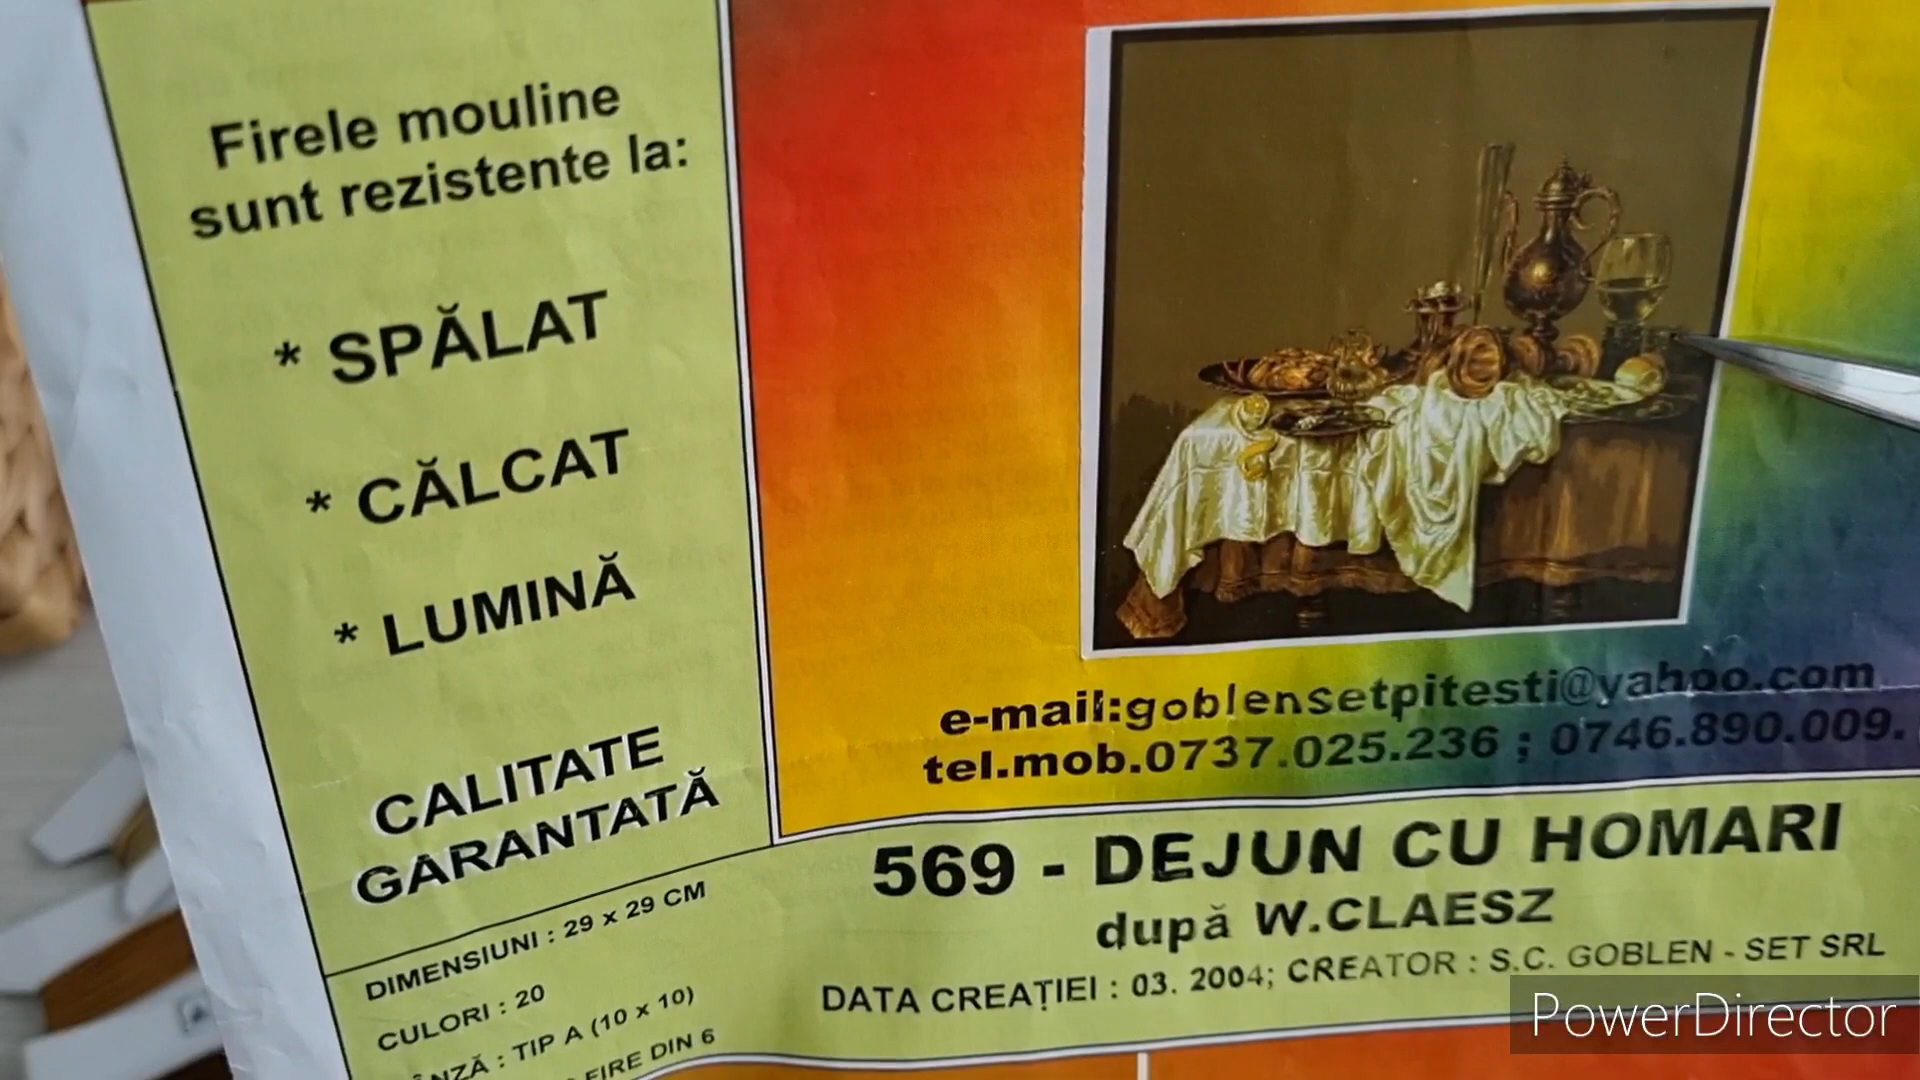 Firele mouline
sunt rezistente la:
* SPĂLAT
* CĂLCAT
* LUMINĂ
CALITATE
GARANTATĂ
DIMENSIUNI : 29 x 29 CM
CULORI : 20
: TIP A (10 x 10)
FIRE DIN 6
e-mail:goblensetpitesti@yahoo.com
tel.mob.0737.025.236 ; 0746.890.009.
569 - DEJUN CU HOMARI
după W.CLAESZ
DATA CREAȚIEI : 03. 2004; CREATOR : S.C. GOBLEN - SET SRL
PowerDirector